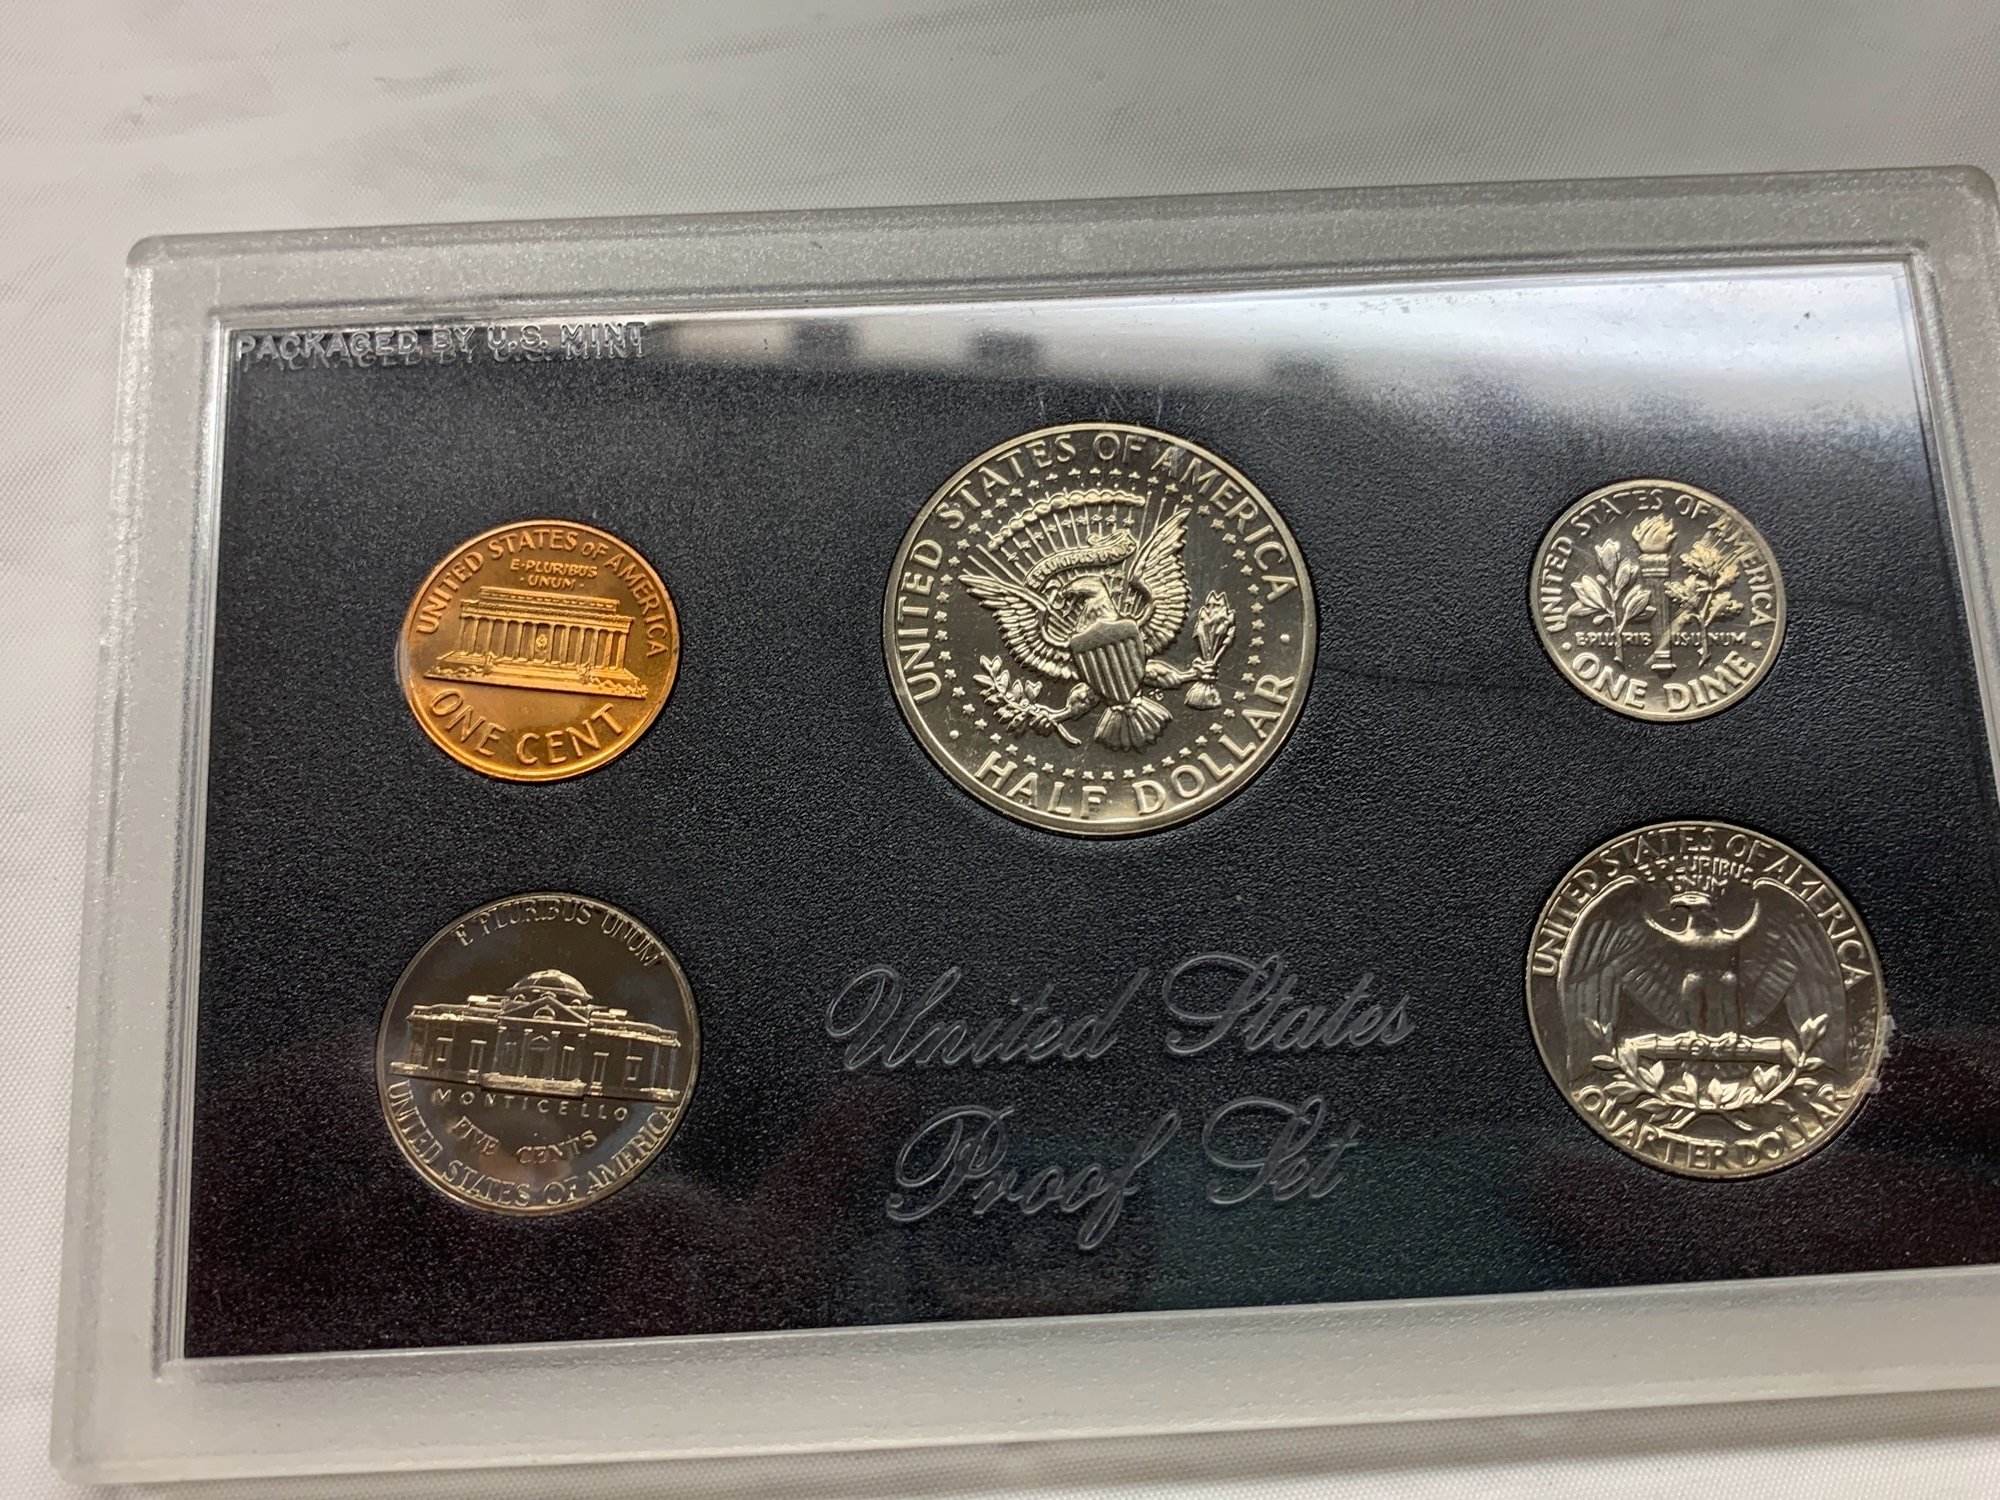 PACKAGED BY U.S. MINT
UNITED STATES OF AMERICA
E·PLURIBUS
·UNUM·
ONE CENT
UNITED STATES OF AMERICA
E PLURIBUS UNUM
· HALF DOLLAR ·
UNITED STATES OF AMERICA
E·PLURIBUS·UNUM
· ONE DIME ·
E PLURIBUS UNUM
MONTICELLO
FIVE CENTS
UNITED STATES OF AMERICA
United States
Proof Set
UNITED STATES OF AMERICA
E·PLURIBUS
UNUM
QUARTER DOLLAR